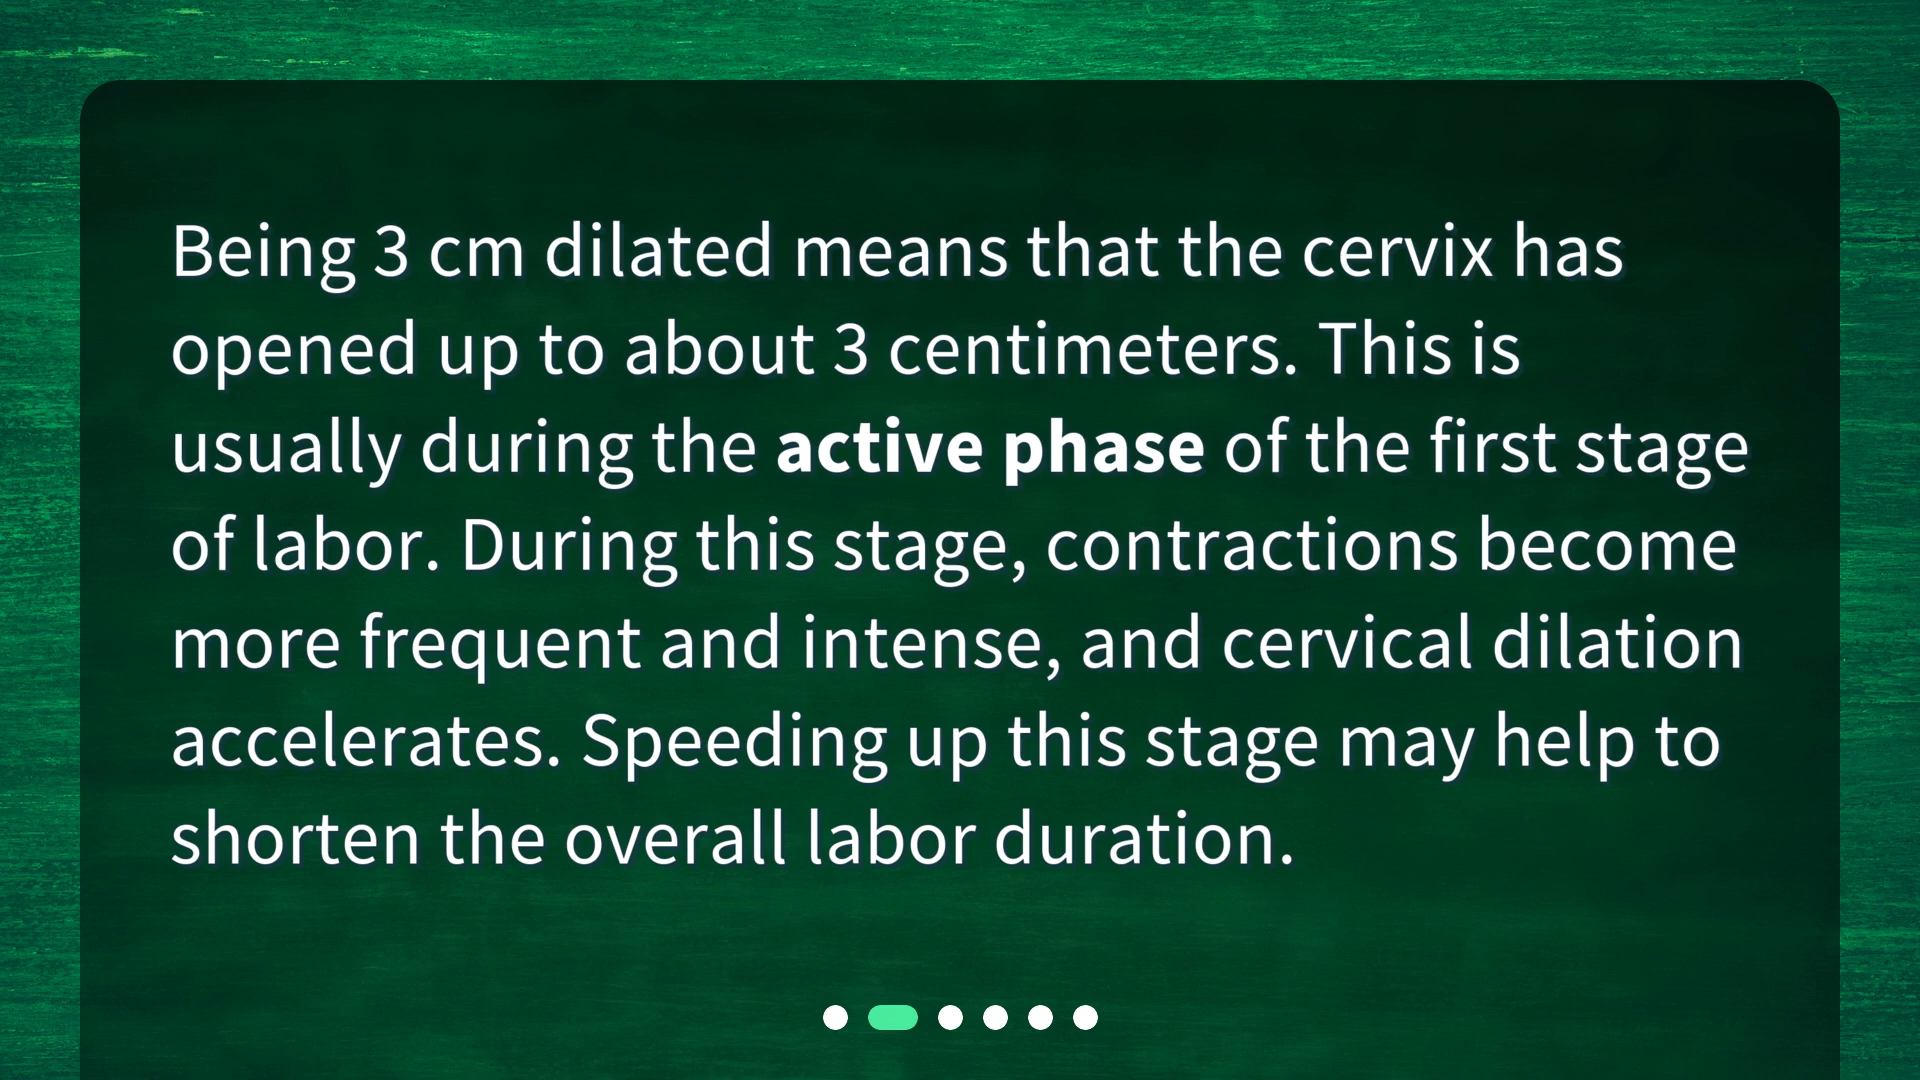 Being 3 cm dilated means that the cervix has
opened up to about 3 centimeters. This is
usually during the active phase of the first stage
of labor. During this stage, contractions become
more frequent and intense, and cervical dilation
accelerates. Speeding up this stage may help to
shorten the overall labor duration.